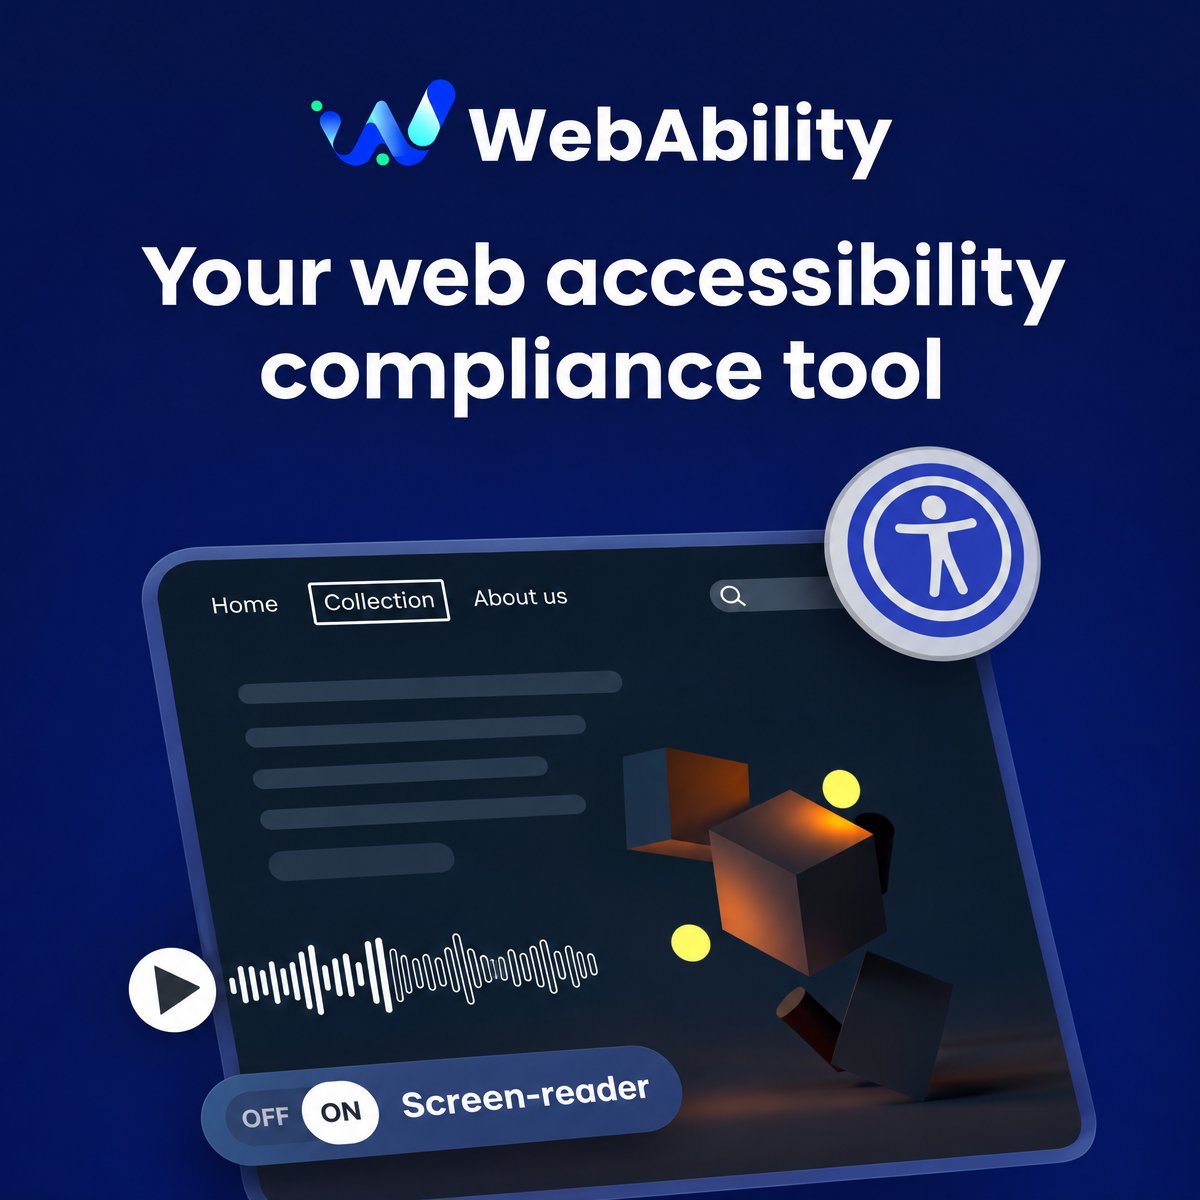 WebAbility
Your web accessibility
compliance tool
Home Collection About us
OFF ON Screen-reader